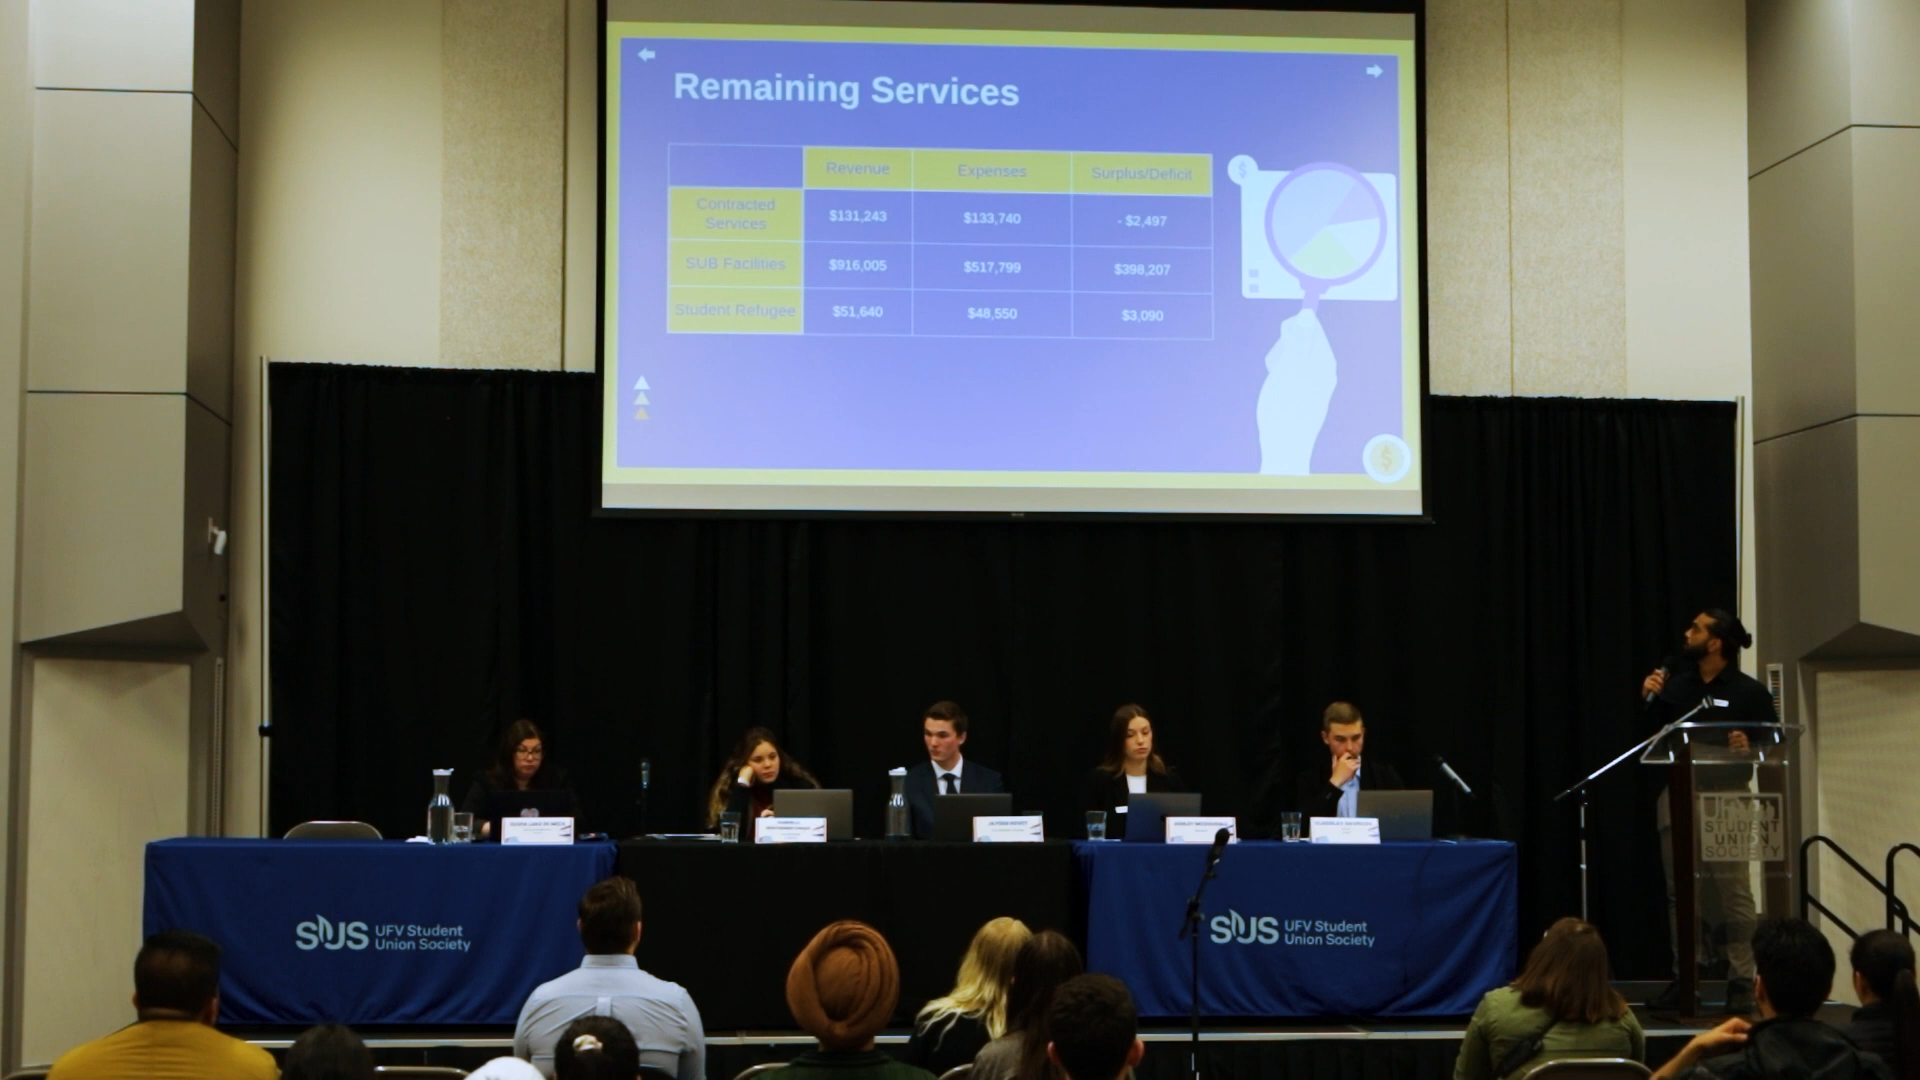 Remaining Services
Revenue Expenses Surplus/Deficit
Contracted
Services
$131,243 $133,740 - $2,497
SUB Facilities $916,005 $517,799 $398,207
Student Refugee $51,640 $48,550 $3,090
SUS UFV Student
Union Society
SUS UFV Student
Union Society
UFV
STUDENT
UNION
SOCIETY